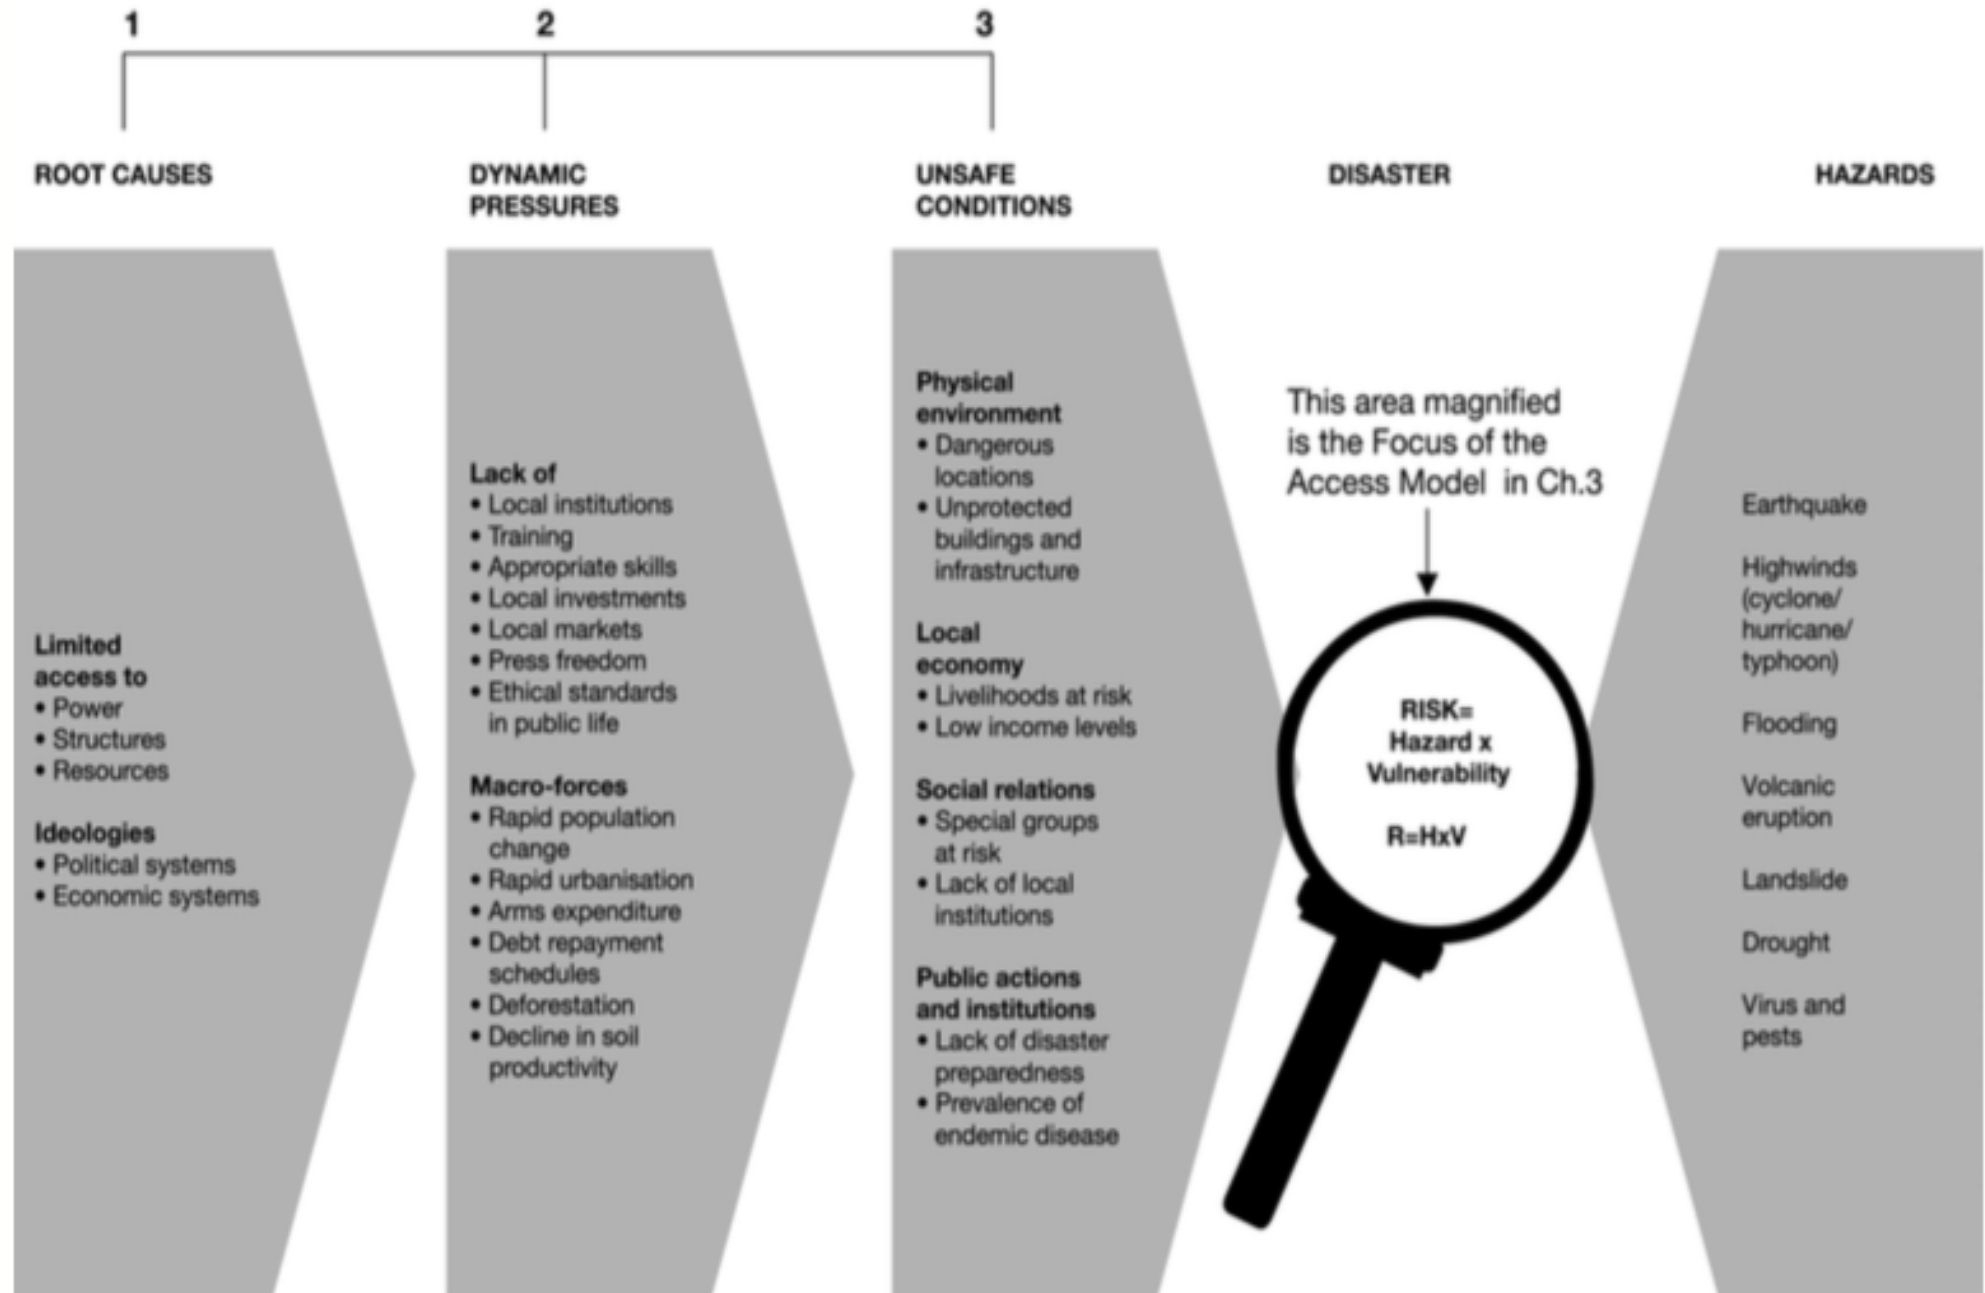 1
2
3
ROOT CAUSES
Limited
access to
• Power
• Structures
• Resources
Ideologies
• Political systems
• Economic systems
DYNAMIC
PRESSURES
Lack of
• Local institutions
• Training
• Appropriate skills
• Local investments
• Local markets
• Press freedom
• Ethical standards
in public life
Macro-forces
• Rapid population
change
• Rapid urbanisation
• Arms expenditure
• Debt repayment
schedules
• Deforestation
• Decline in soil
productivity
UNSAFE
CONDITIONS
Physical
environment
• Dangerous
locations
• Unprotected
buildings and
infrastructure
Local
economy
• Livelihoods at risk
• Low income levels
Social relations
• Special groups
at risk
• Lack of local
institutions
Public actions
and institutions
• Lack of disaster
preparedness
• Prevalence of
endemic disease
DISASTER
This area magnified
is the Focus of the
Access Model in Ch.3
RISK=
Hazard x
Vulnerability
R=HxV
HAZARDS
Earthquake
Highwinds
(cyclone/
hurricane/
typhoon)
Flooding
Volcanic
eruption
Landslide
Drought
Virus and
pests